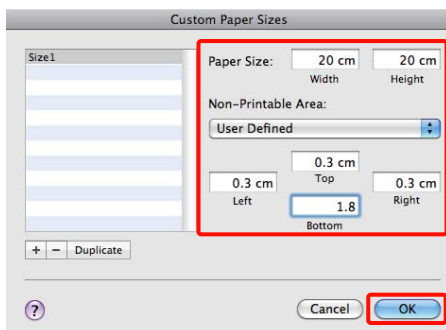 Custom Paper Sizes
Size1
Paper Size: 20 cm 20 cm
Width Height
Non-Printable Area:
User Defined
0.3 cm
Top
0.3 cm 0.3 cm
Left Right
1.8
Bottom
+ - Duplicate
? Cancel OK